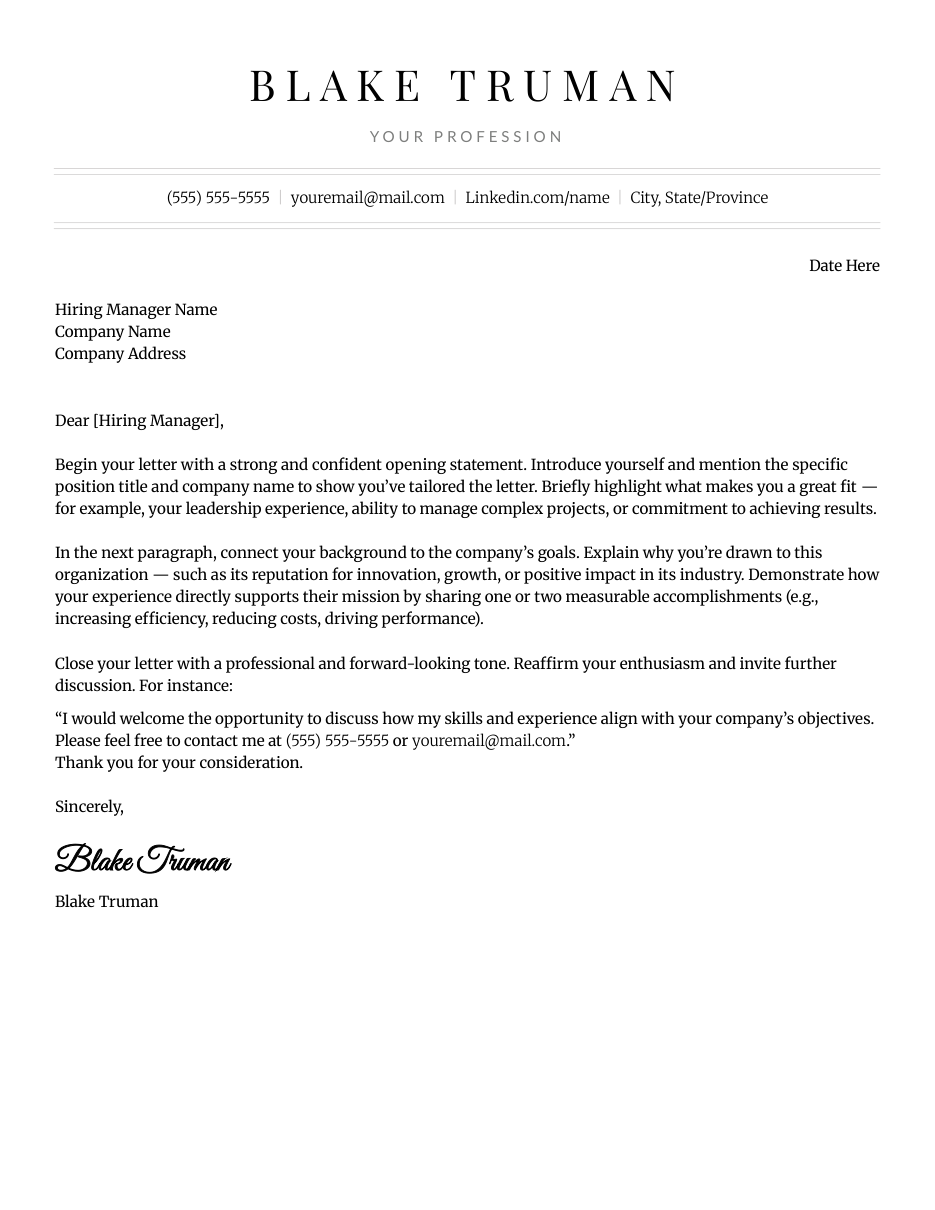 BLAKE TRUMAN
YOUR PROFESSION
(555) 555-5555 | youremail@mail.com | Linkedin.com/name | City, State/Province
Date Here
Hiring Manager Name
Company Name
Company Address
Dear [Hiring Manager],
Begin your letter with a strong and confident opening statement. Introduce yourself and mention the specific
position title and company name to show you’ve tailored the letter. Briefly highlight what makes you a great fit —
for example, your leadership experience, ability to manage complex projects, or commitment to achieving results.
In the next paragraph, connect your background to the company’s goals. Explain why you’re drawn to this
organization — such as its reputation for innovation, growth, or positive impact in its industry. Demonstrate how
your experience directly supports their mission by sharing one or two measurable accomplishments (e.g.,
increasing efficiency, reducing costs, driving performance).
Close your letter with a professional and forward-looking tone. Reaffirm your enthusiasm and invite further
discussion. For instance:
“I would welcome the opportunity to discuss how my skills and experience align with your company’s objectives.
Please feel free to contact me at (555) 555-5555 or youremail@mail.com.”
Thank you for your consideration.
Sincerely,
Blake Truman
Blake Truman